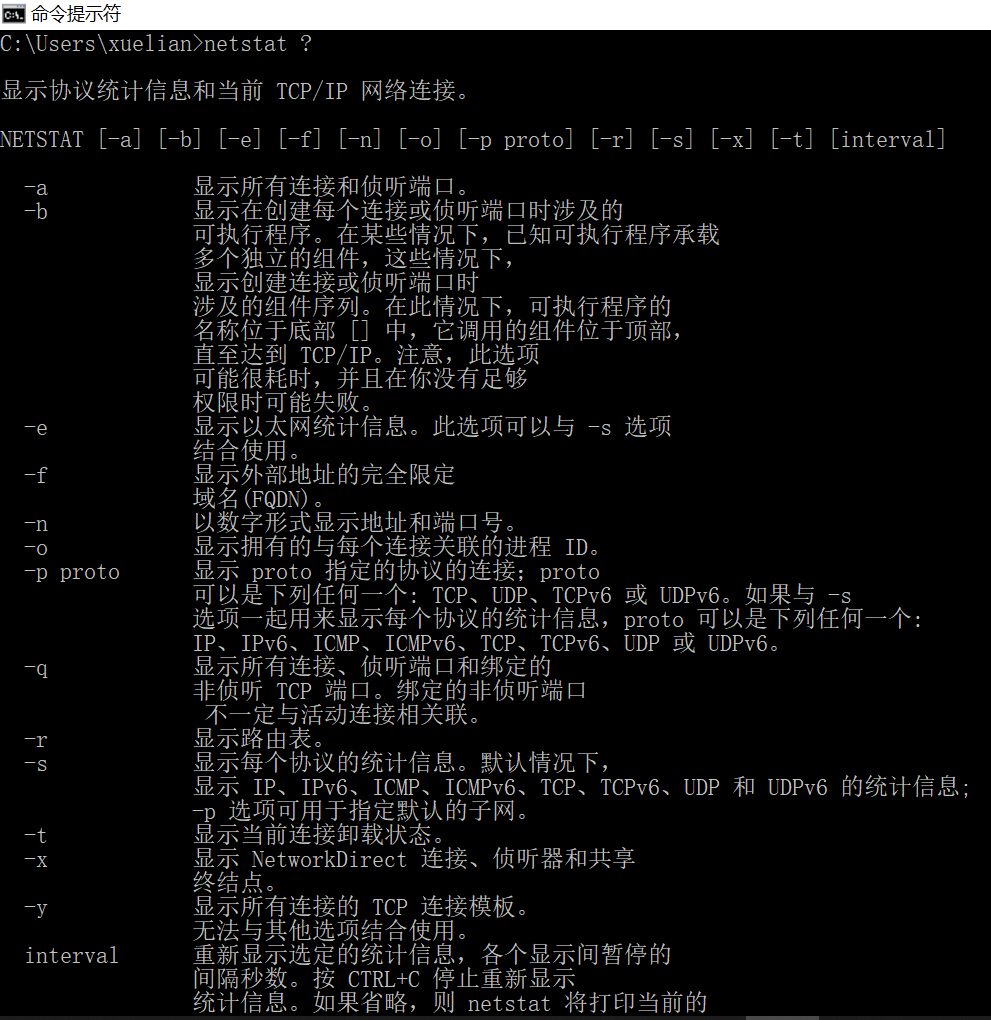 命令提示符
C:\Users\xuelian>netstat ?
显示协议统计信息和当前 TCP/IP 网络连接。
NETSTAT [-a] [-b] [-e] [-f] [-n] [-o] [-p proto] [-r] [-s] [-x] [-t] [interval]
-a 显示所有连接和侦听端口。
-b 显示在创建每个连接或侦听端口时涉及的
可执行程序。在某些情况下，已知可执行程序承载
多个独立的组件，这些情况下，
显示创建连接或侦听端口时
涉及的组件序列。在此情况下，可执行程序的
名称位于底部 [] 中，它调用的组件位于顶部，
直至达到 TCP/IP。注意，此选项
可能很耗时，并且在你没有足够
权限时可能失败。
-e 显示以太网统计信息。此选项可以与 -s 选项
结合使用。
-f 显示外部地址的完全限定
域名(FQDN)。
-n 以数字形式显示地址和端口号。
-o 显示拥有的与每个连接关联的进程 ID。
-p proto 显示 proto 指定的协议的连接；proto
可以是下列任何一个: TCP、UDP、TCPv6 或 UDPv6。如果与 -s
选项一起用来显示每个协议的统计信息，proto 可以是下列任何一个:
IP、IPv6、ICMP、ICMPv6、TCP、TCPv6、UDP 或 UDPv6。
-q 显示所有连接、侦听端口和绑定的
非侦听 TCP 端口。绑定的非侦听端口
不一定与活动连接相关联。
-r 显示路由表。
-s 显示每个协议的统计信息。默认情况下，
显示 IP、IPv6、ICMP、ICMPv6、TCP、TCPv6、UDP 和 UDPv6 的统计信息;
-p 选项可用于指定默认的子网。
-t 显示当前连接卸载状态。
-x 显示 NetworkDirect 连接、侦听器和共享
终结点。
-y 显示所有连接的 TCP 连接模板。
无法与其他选项结合使用。
interval 重新显示选定的统计信息，各个显示间暂停的
间隔秒数。按 CTRL+C 停止重新显示
统计信息。如果省略，则 netstat 将打印当前的